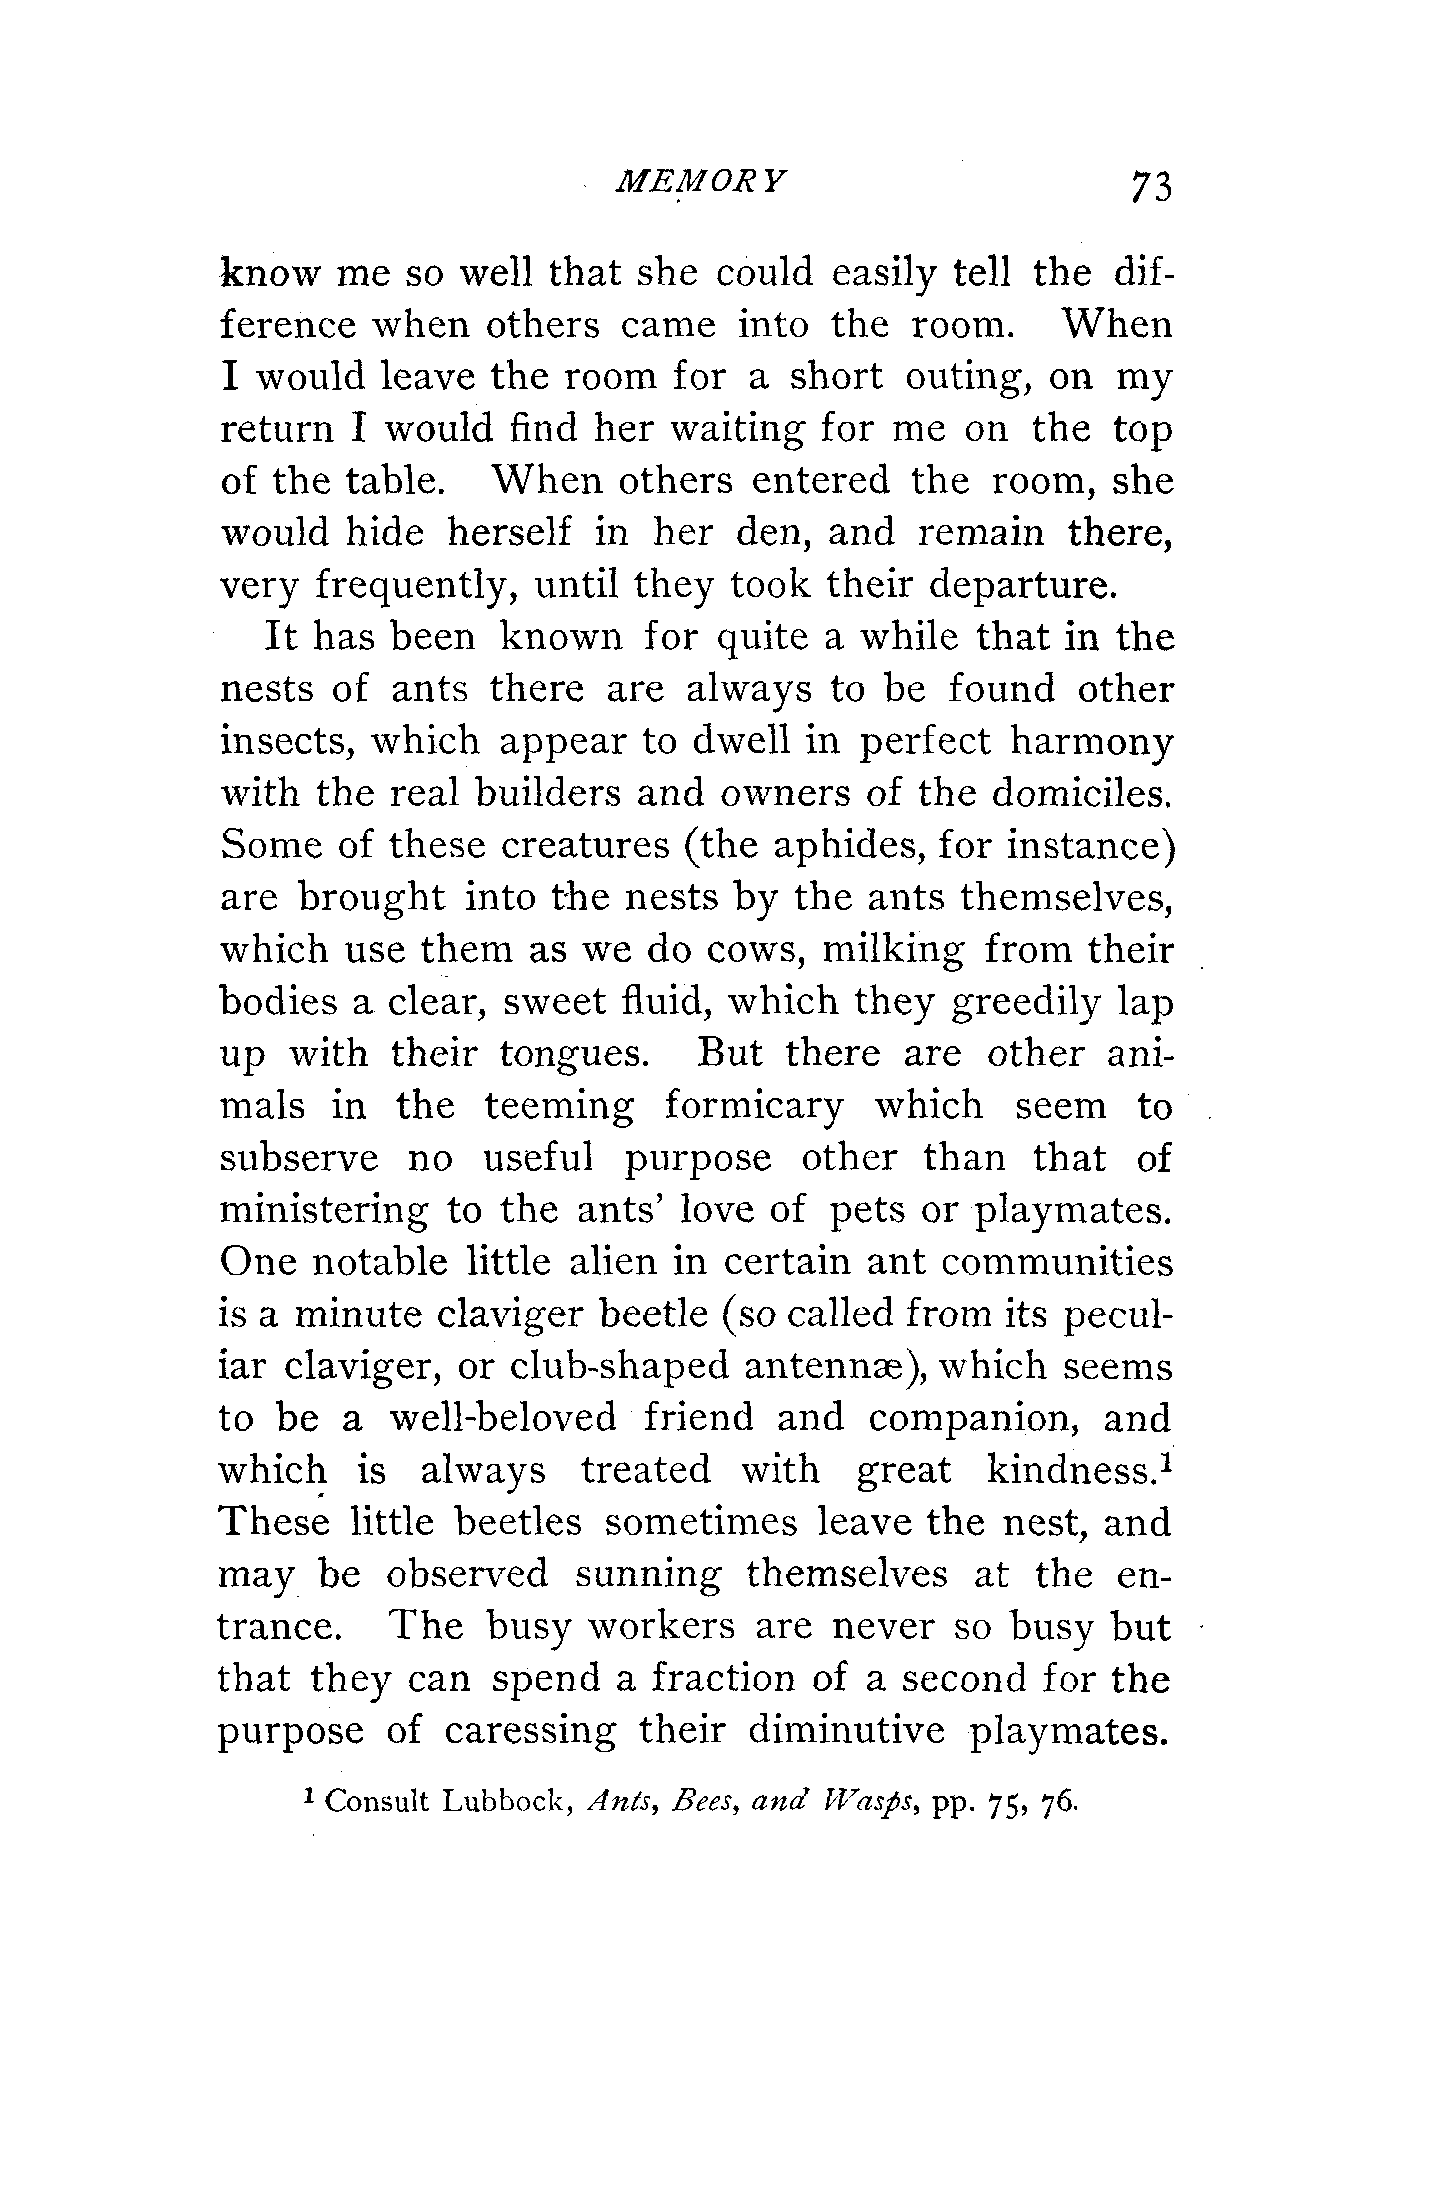 MEMORY 73
know me so well that she could easily tell the dif-
ference when others came into the room. When
I would leave the room for a short outing, on my
return I would find her waiting for me on the top
of the table. When others entered the room, she
would hide herself in her den, and remain there,
very frequently, until they took their departure.
It has been known for quite a while that in the
nests of ants there are always to be found other
insects, which appear to dwell in perfect harmony
with the real builders and owners of the domiciles.
Some of these creatures (the aphides, for instance)
are brought into the nests by the ants themselves,
which use them as we do cows, milking from their
bodies a clear, sweet fluid, which they greedily lap
up with their tongues. But there are other ani-
mals in the teeming formicary which seem to
subserve no useful purpose other than that of
ministering to the ants’ love of pets or playmates.
One notable little alien in certain ant communities
is a minute claviger beetle (so called from its pecul-
iar claviger, or club-shaped antennæ), which seems
to be a well-beloved friend and companion, and
which is always treated with great kindness.¹
These little beetles sometimes leave the nest, and
may be observed sunning themselves at the en-
trance. The busy workers are never so busy but
that they can spend a fraction of a second for the
purpose of caressing their diminutive playmates.
¹ Consult Lubbock, Ants, Bees, and Wasps, pp. 75, 76.